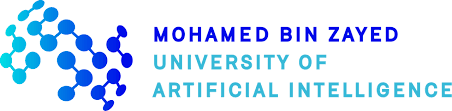 MOHAMED BIN ZAYED
UNIVERSITY OF
ARTIFICIAL INTELLIGENCE